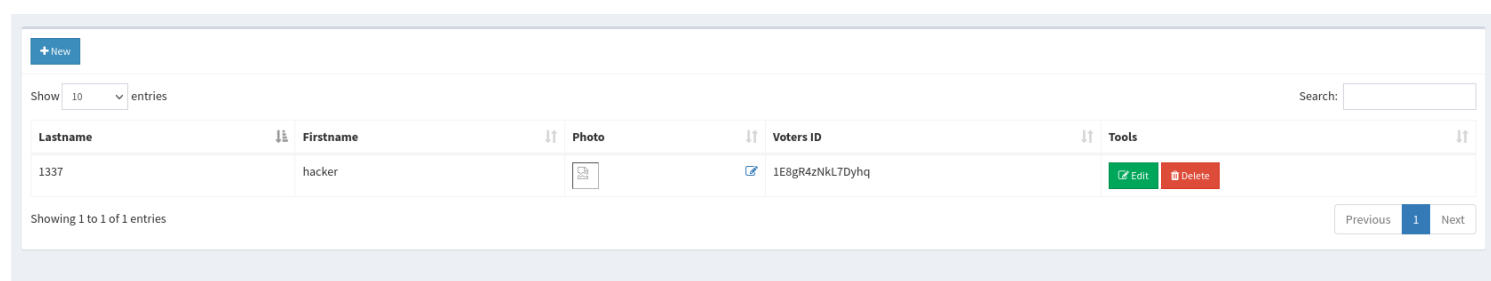 New
Show 10 entries Search:
Lastname Firstname Photo Voters ID Tools
1337 hacker 1E8gR4zNkL7Dyhq Edit Delete
Showing 1 to 1 of 1 entries Previous 1 Next